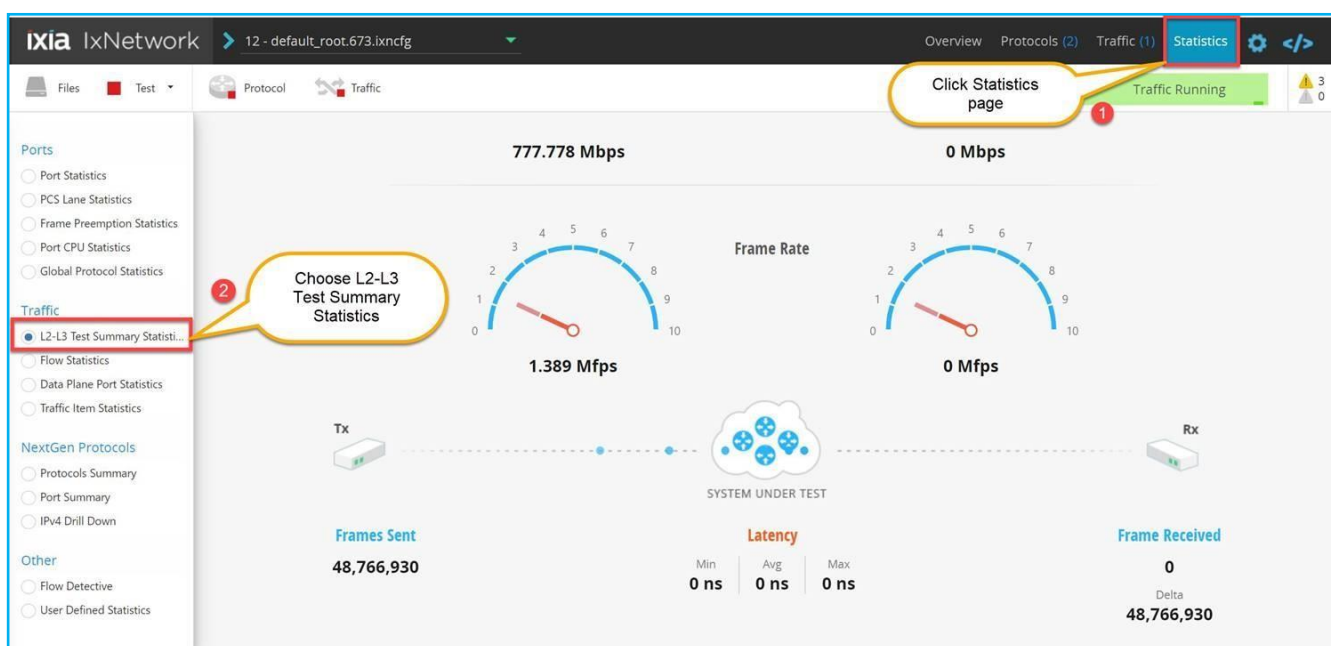 ixia IxNetwork
12 - default_root.673.ixncfg
Overview
Protocols (2)
Traffic (1)
Statistics
</>
Files
Test
Protocol
Traffic
Click Statistics
page
1
Traffic Running
3
0
Ports
Port Statistics
PCS Lane Statistics
Frame Preemption Statistics
Port CPU Statistics
Global Protocol Statistics
Traffic
L2-L3 Test Summary Statisti...
Flow Statistics
Data Plane Port Statistics
Traffic Item Statistics
NextGen Protocols
Protocols Summary
Port Summary
IPv4 Drill Down
Other
Flow Detective
User Defined Statistics
2
Choose L2-L3
Test Summary
Statistics
777.778 Mbps
0 Mbps
0
1
2
3
4
5
6
7
8
9
10
1.389 Mfps
Frame Rate
0
1
2
3
4
5
6
7
8
9
10
0 Mfps
Tx
Rx
SYSTEM UNDER TEST
Frames Sent
48,766,930
Latency
Min
0 ns
Avg
0 ns
Max
0 ns
Frame Received
0
Delta
48,766,930